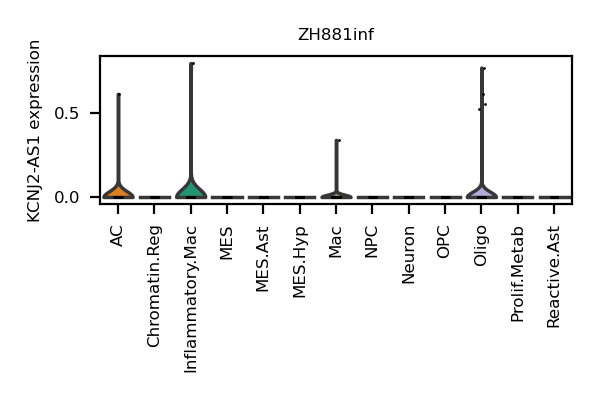 ZH881inf
KCNJ2-AS1 expression
0.5
0.0
AC
Chromatin.Reg
Inflammatory.Mac
MES
MES.Ast
MES.Hyp
Mac
NPC
Neuron
OPC
Oligo
Prolif.Metab
Reactive.Ast